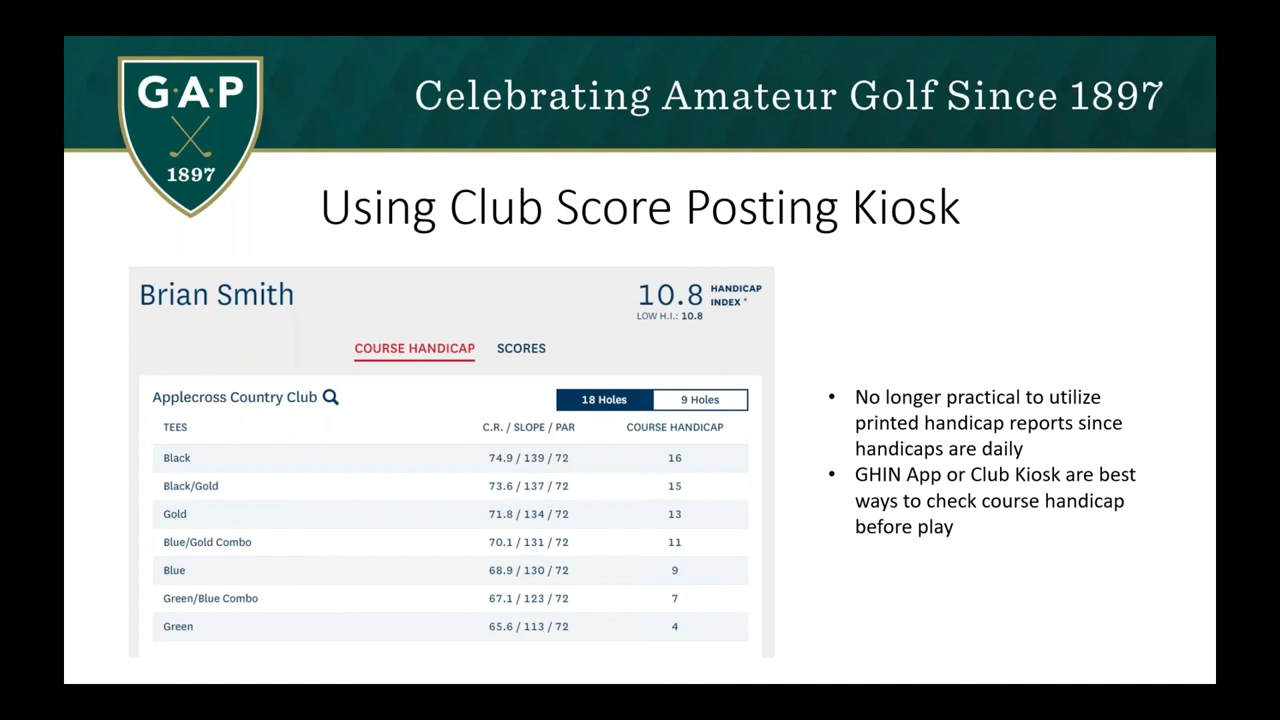 G·A·P
1897
Celebrating Amateur Golf Since 1897
Using Club Score Posting Kiosk
Brian Smith
10.8 HANDICAP INDEX °
LOW H.I.: 10.8
COURSE HANDICAP SCORES
Applecross Country Club 18 Holes 9 Holes
TEES C.R. / SLOPE / PAR COURSE HANDICAP
Black 74.9 / 139 / 72 16
Black/Gold 73.6 / 137 / 72 15
Gold 71.8 / 134 / 72 13
Blue/Gold Combo 70.1 / 131 / 72 11
Blue 68.9 / 130 / 72 9
Green/Blue Combo 67.1 / 123 / 72 7
Green 65.6 / 113 / 72 4
• No longer practical to utilize
printed handicap reports since
handicaps are daily
• GHIN App or Club Kiosk are best
ways to check course handicap
before play